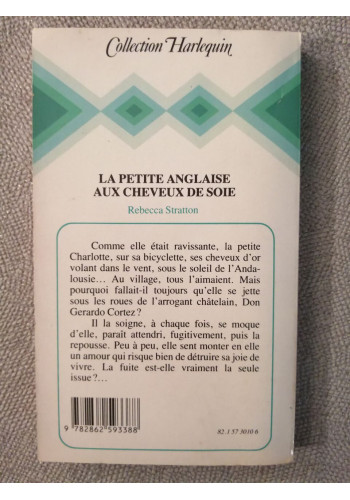 Collection Harlequin
LA PETITE ANGLAISE
AUX CHEVEUX DE SOIE
Rebecca Stratton
Comme elle était ravissante, la petite
Charlotte, sur sa bicyclette, ses cheveux d'or
volant dans le vent, sous le soleil de l'Anda-
lousie... Au village, tous l'aimaient. Mais
pourquoi fallait-il toujours qu'elle se jette
sous les roues de l'arrogant châtelain, Don
Gerardo Cortez ?
Il la soigne, à chaque fois, se moque
d'elle, paraît attendri, fugitivement, puis la
repousse. Peu à peu, elle sent monter en elle
un amour qui risque bien de détruire sa joie de
vivre. La fuite est-elle vraiment la seule
issue ?...
9 782862 593388
82.1 57 3010 6